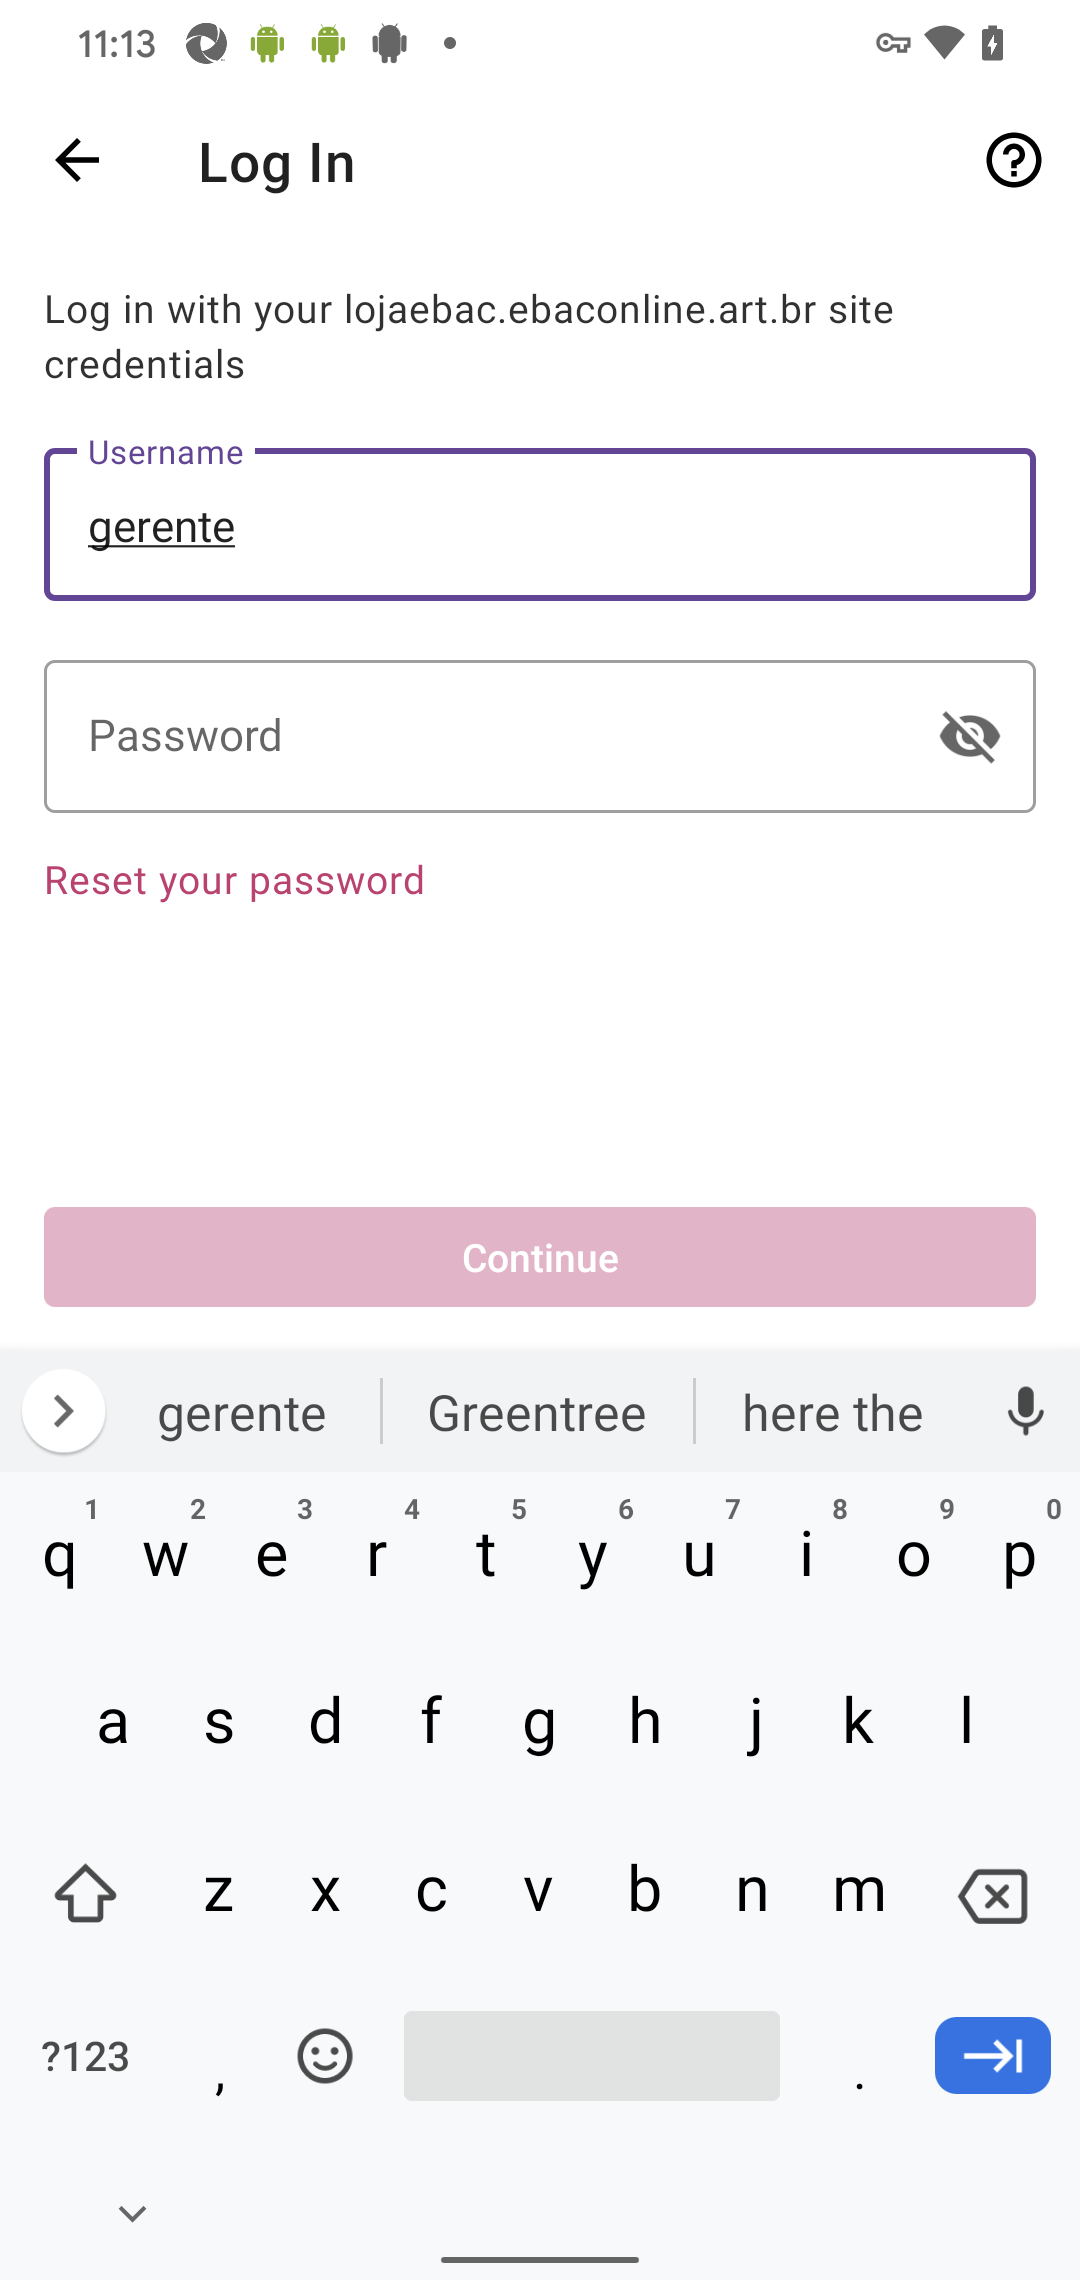 11:13
Log In
Log in with your lojaebac.ebaconline.art.br site
credentials
Username
gerente
Password
Reset your password
Continue
gerente Greentree here the
1 2 3 4 5 6 7 8 9 0
q w e r t y u i o p
a s d f g h j k l
z x c v b n m
?123 , .